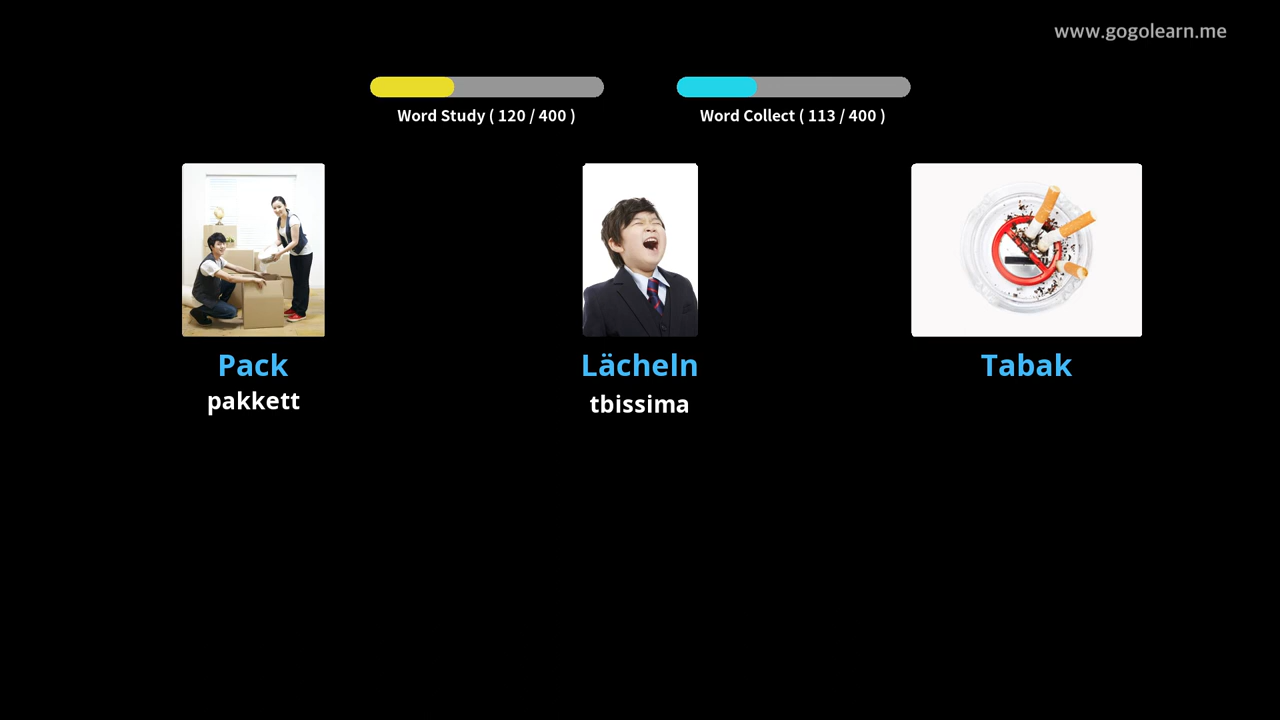 www.gogolearn.me
Word Study ( 120 / 400 )
Word Collect ( 113 / 400 )
Pack
pakkett
Lächeln
tbissima
Tabak